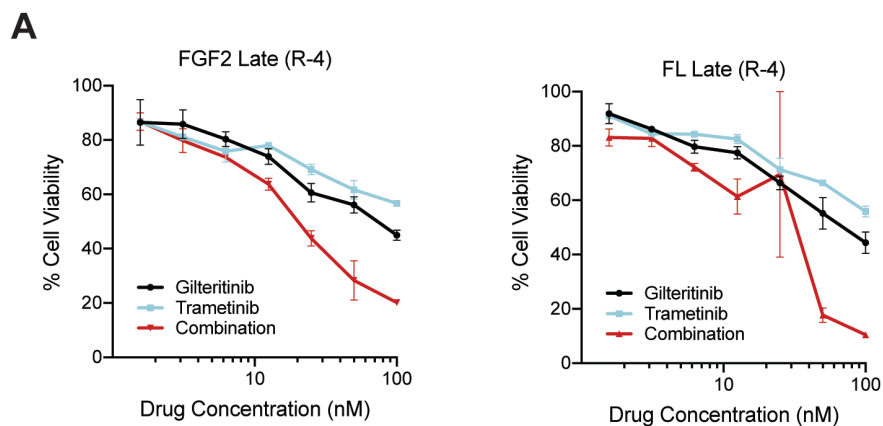 A
FGF2 Late (R-4)
% Cell Viability
100
80
60
40
20
0
Gilteritinib
Trametinib
Combination
10
100
Drug Concentration (nM)
FL Late (R-4)
% Cell Viability
100
80
60
40
20
0
Gilteritinib
Trametinib
Combination
10
100
Drug Concentration (nM)